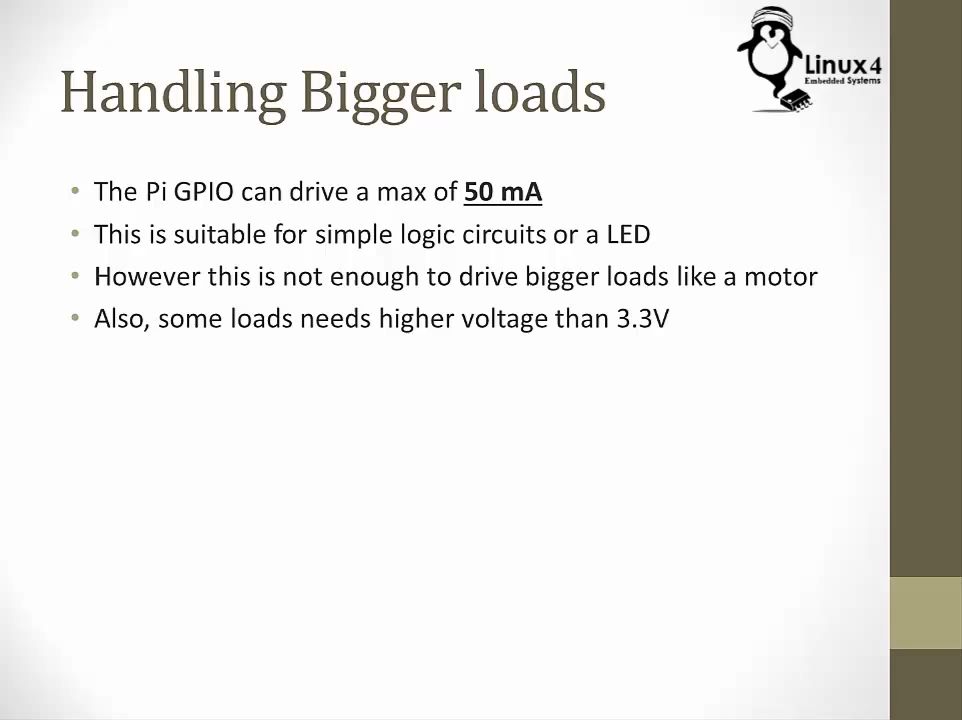 Linux 4
Embedded Systems
Handling Bigger loads
• The Pi GPIO can drive a max of 50 mA
• This is suitable for simple logic circuits or a LED
• However this is not enough to drive bigger loads like a motor
• Also, some loads needs higher voltage than 3.3V